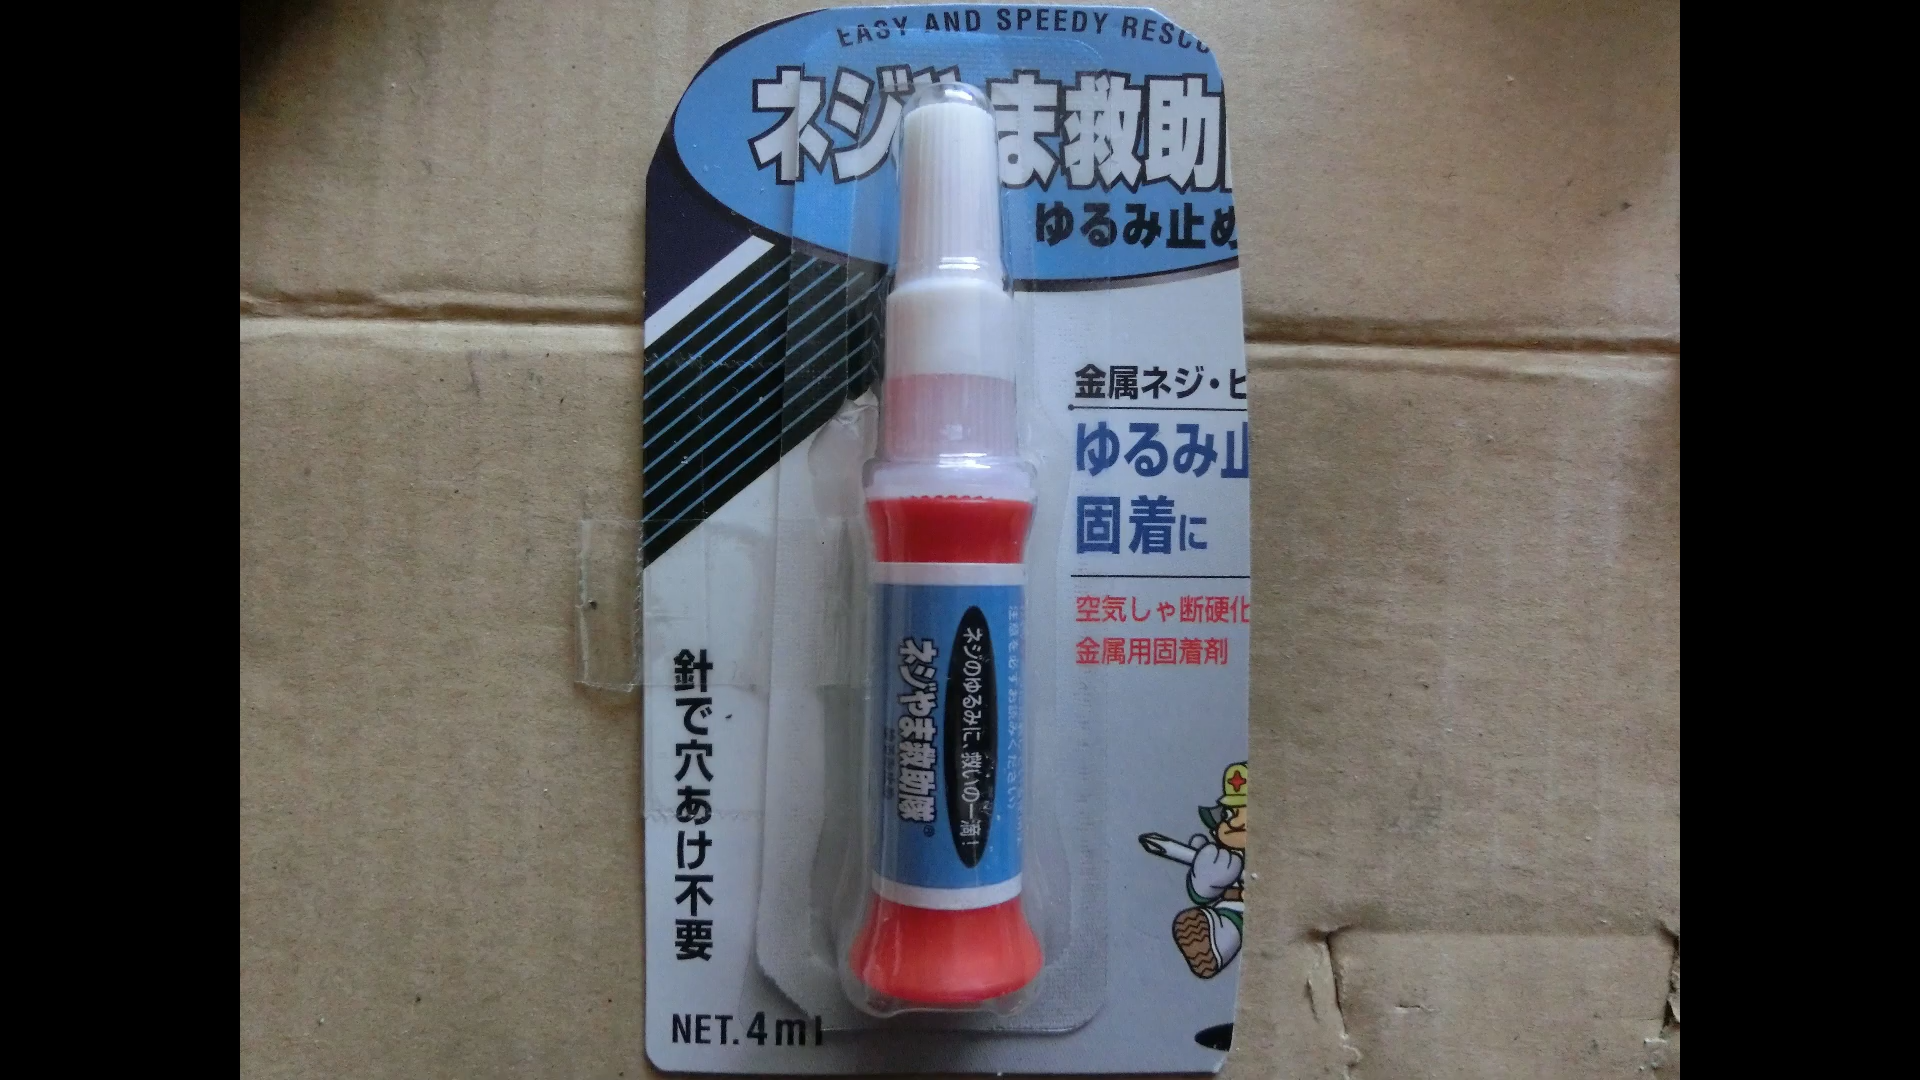 EASY AND SPEEDY RESCU
ネジやま救助
ゆるみ止め
金属ネジ・ビ
ゆるみ止
固着に
空気しゃ断硬化
金属用固着剤
針で穴あけ不要
ネジのゆるみに、救いの一滴!
ネジやま救助隊®
NET.4ml